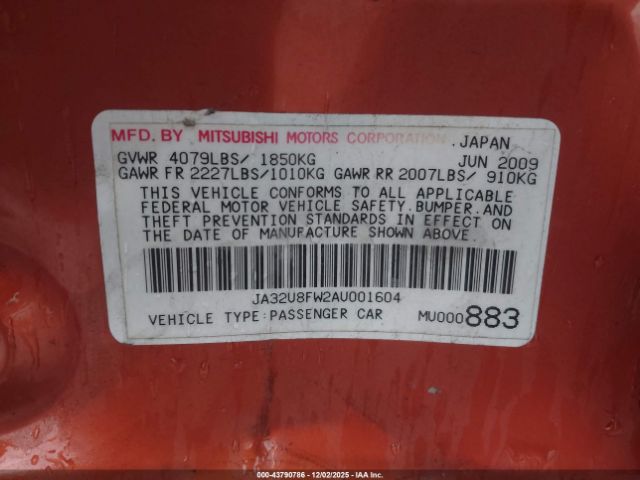 MFD. BY MITSUBISHI MOTORS CORPORATION. JAPAN
GVWR 4079LBS/ 1850KG JUN 2009
GAWR FR 2227LBS/1010KG GAWR RR 2007LBS/ 910KG
THIS VEHICLE CONFORMS TO ALL APPLICABLE
FEDERAL MOTOR VEHICLE SAFETY.BUMPER.AND
THEFT PREVENTION STANDARDS IN EFFECT ON
THE DATE OF MANUFACTURE SHOWN ABOVE.
JA32U8FW2AU001604
VEHICLE TYPE:PASSENGER CAR MU000883
000-43790786 - 12/02/2025 - IAAI.com